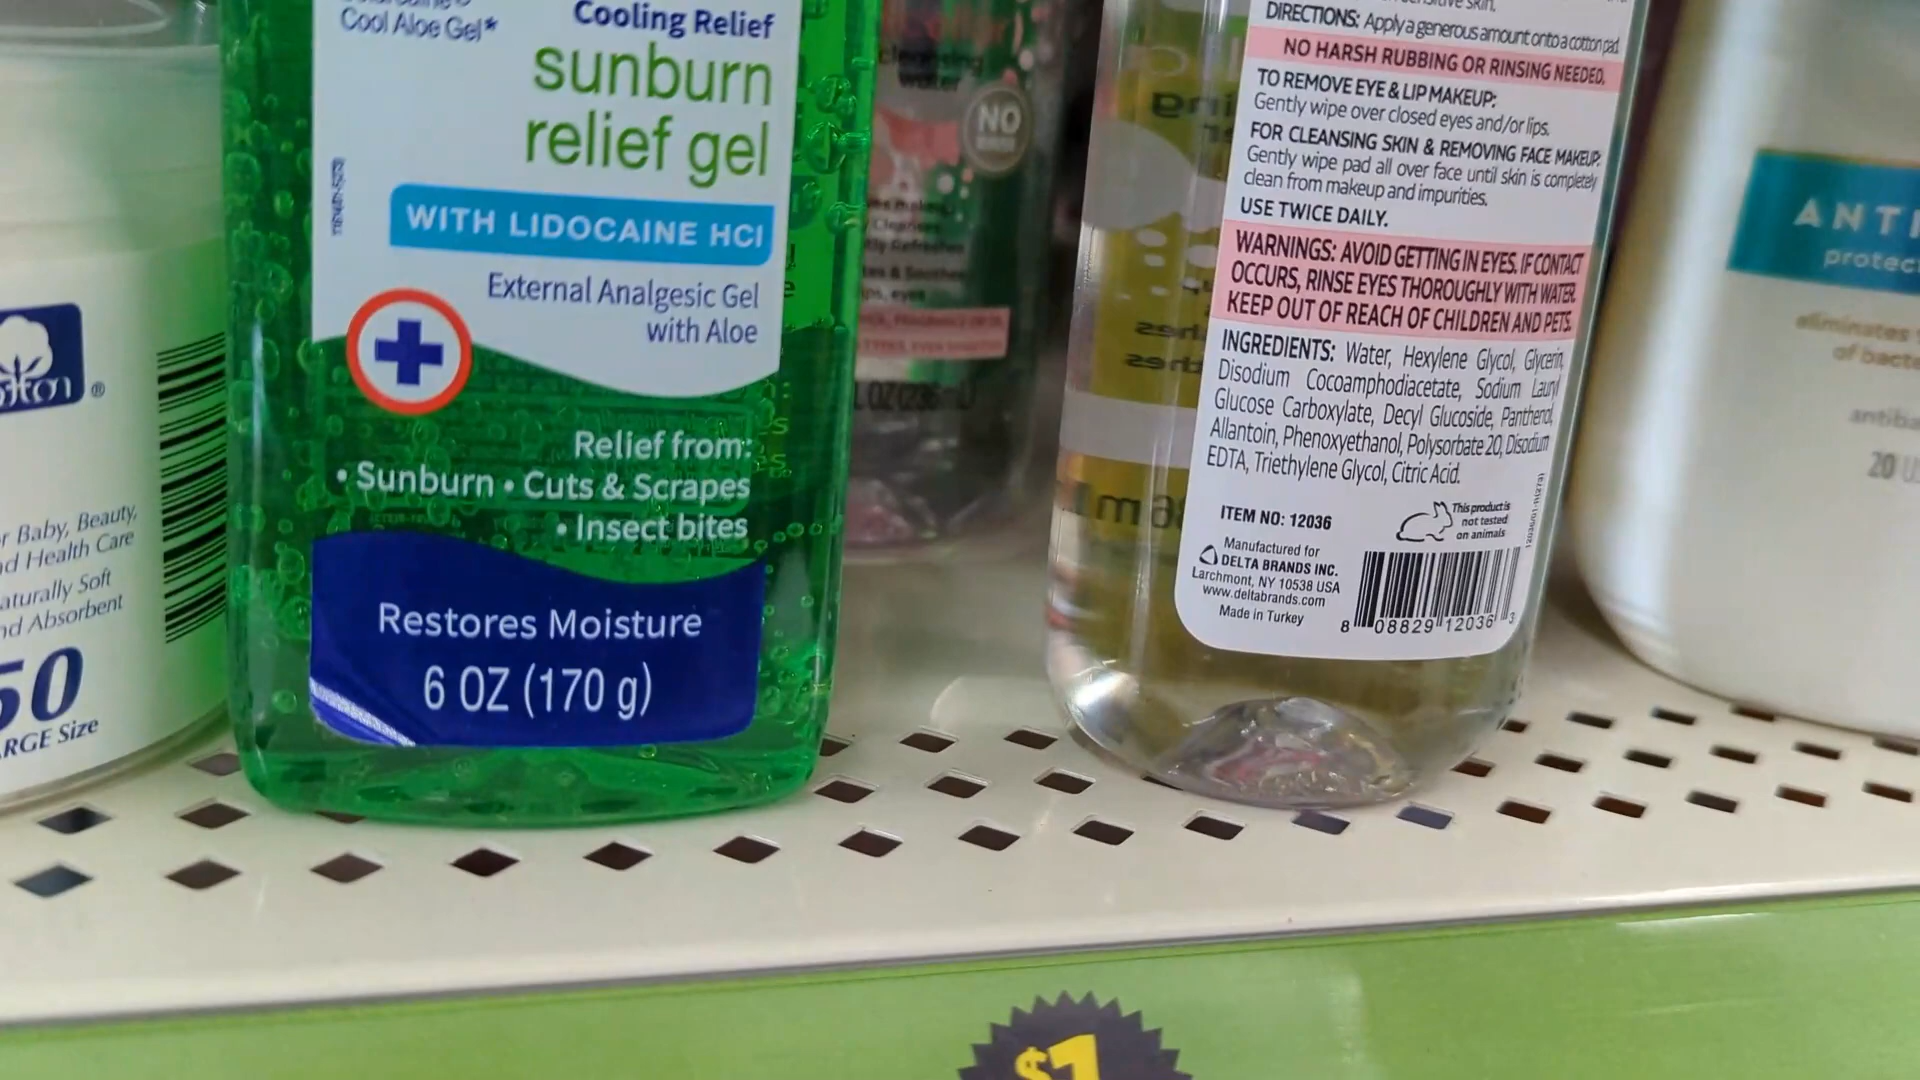 Cool Aloe Gel*
Cooling Relief
sunburn
relief gel
WITH LIDOCAINE HCl
External Analgesic Gel
with Aloe
Relief from:
• Sunburn • Cuts & Scrapes
• Insect bites
Restores Moisture
6 OZ (170 g)
®
Baby, Beauty,
Health Care
Soft
Absorbent
50
Size
cleansing
water
NO
DIRECTIONS: Apply a generous amount onto a cotton pad.
NO HARSH RUBBING OR RINSING NEEDED.
TO REMOVE EYE & LIP MAKEUP:
Gently wipe over closed eyes and/or lips.
FOR CLEANSING SKIN & REMOVING FACE MAKEUP:
Gently wipe pad all over face until skin is completely
clean from makeup and impurities.
USE TWICE DAILY.
WARNINGS: AVOID GETTING IN EYES. IF CONTACT
OCCURS, RINSE EYES THOROUGHLY WITH WATER.
KEEP OUT OF REACH OF CHILDREN AND PETS.
INGREDIENTS: Water, Hexylene Glycol, Glycerin,
Disodium Cocoamphodiacetate, Sodium Lauryl
Glucose Carboxylate, Decyl Glucoside, Panthenol,
Allantoin, Phenoxyethanol, Polysorbate 20, Disodium
EDTA, Triethylene Glycol, Citric Acid.
ITEM NO: 12036
This product is
not tested
on animals
Manufactured for
DELTA BRANDS INC.
Larchmont, NY 10538 USA
www.deltabrands.com
Made in Turkey
8 08829 12036 3
ANTI
protec
eliminates
of bacte
antiba
20 U
$1